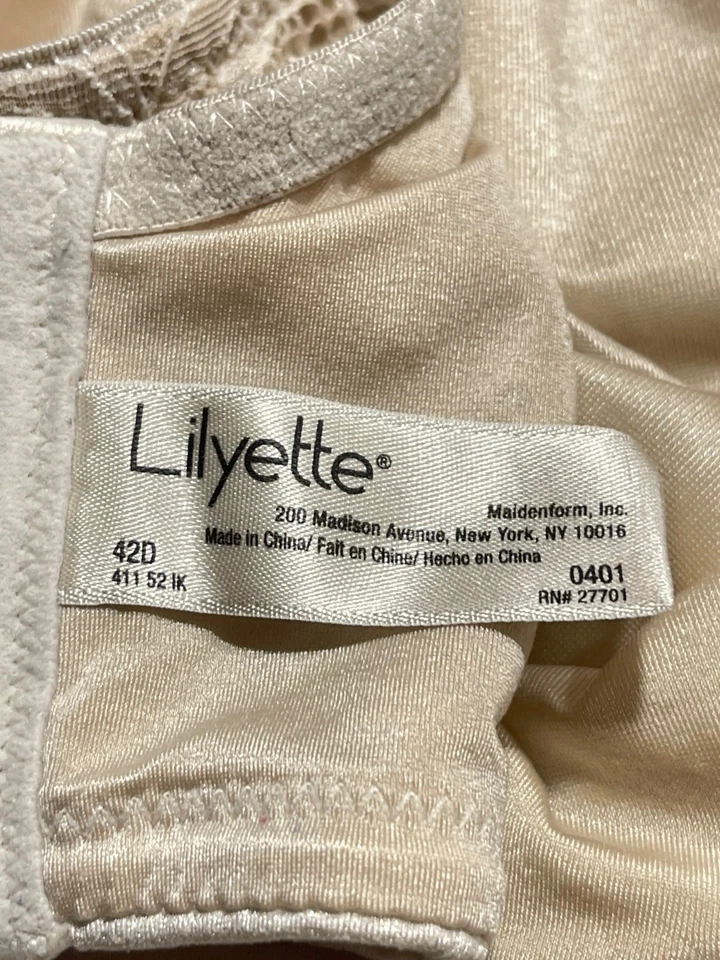 Lilyette®
Maidenform, Inc.
200 Madison Avenue, New York, NY 10016
Made in China/ Fait en Chine/ Hecho en China
42D
411 52 IK
0401
RN# 27701